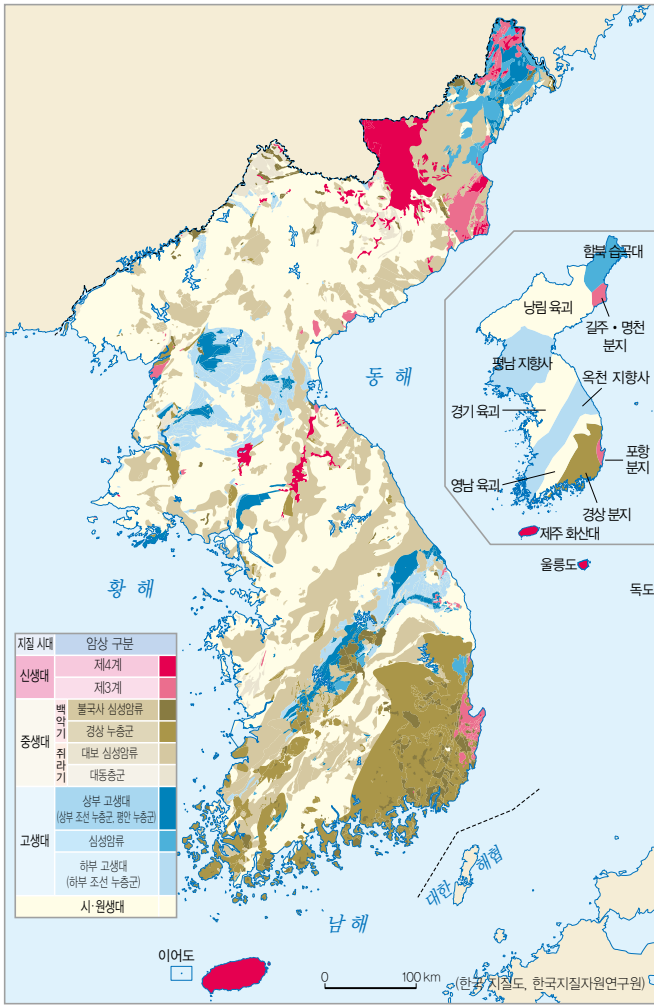 함북 습곡대
낭림 육괴
길주 • 명천
분지
평남 지향사
옥천 지향사
경기 육괴
포항
분지
영남 육괴
경상 분지
제주 화산대
동 해
울릉도
독도
황 해
지질 시대 암상 구분
신생대 제4계
제3계
중생대 백악기 불국사 심성암류
경상 누층군
쥐라기 대보 심성암류
대동층군
고생대 상부 고생대
(상부 조선 누층군, 평안 누층군)
심성암류
하부 고생대
(하부 조선 누층군)
시·원생대
대한 해협
남 해
이어도
0 100 km
(한국 지질도, 한국지질자원연구원)